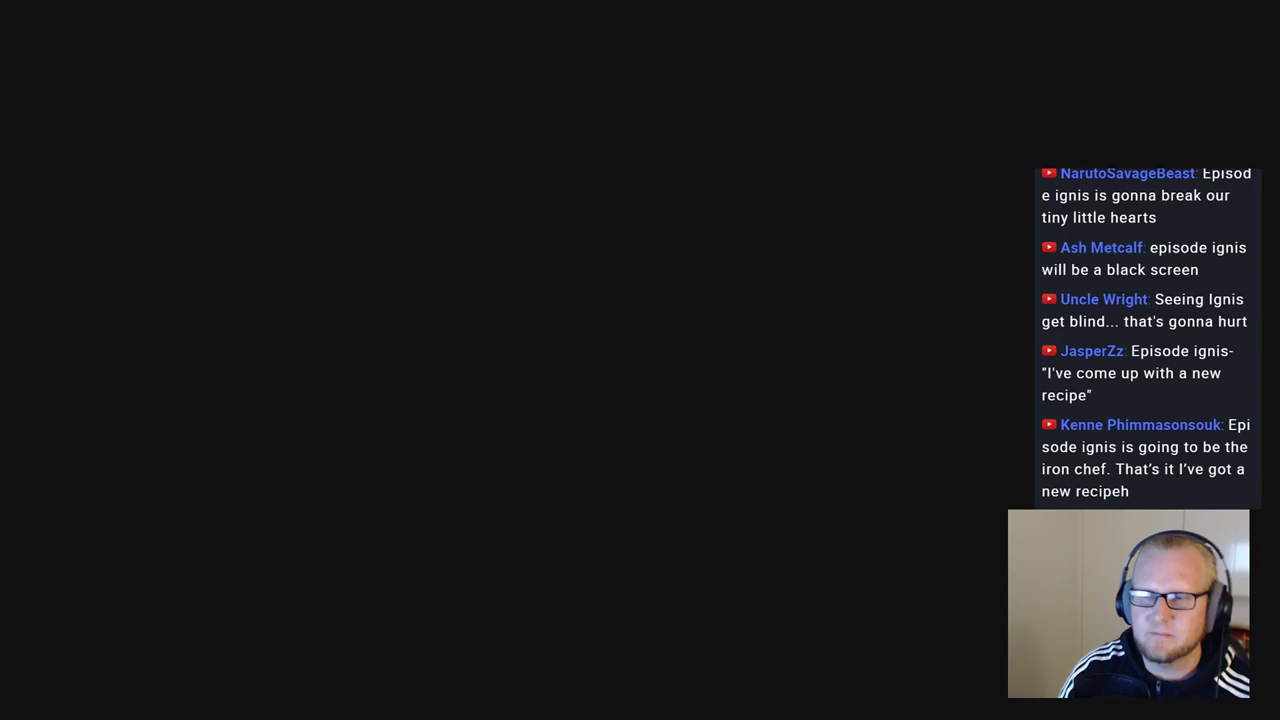 NarutoSavageBeast: Episod
e ignis is gonna break our
tiny little hearts
Ash Metcalf: episode ignis
will be a black screen
Uncle Wright: Seeing Ignis
get blind... that's gonna hurt
JasperZz: Episode ignis-
"I've come up with a new
recipe"
Kenne Phimmasonsouk: Epi
sode ignis is going to be the
iron chef. That’s it I’ve got a
new recipeh